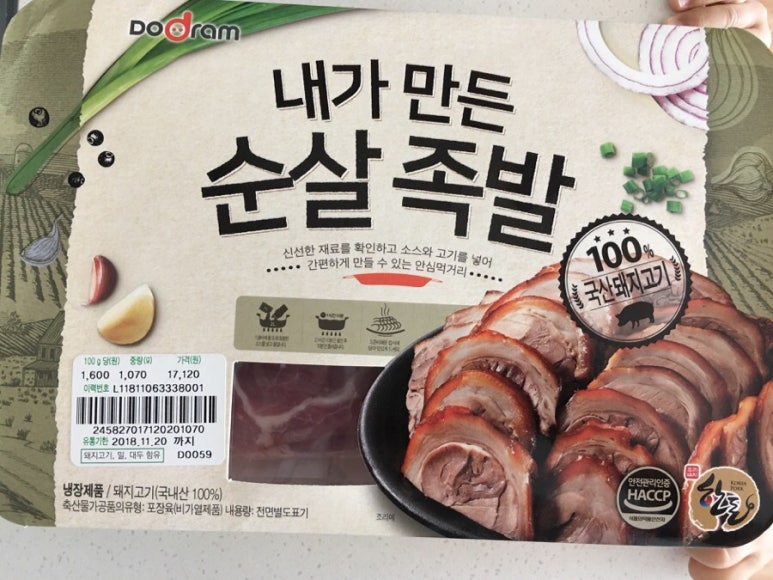 DODram
내가 만든
순살 족발
신선한 재료를 확인하고 소스와 고기를 넣어
간편하게 만들 수 있는 안심먹거리
100%
국산돼지고기
100 g 당(원) 중량(g) 가격(원)
1,600 1,070 17,120
이력번호 L11811063338001
2458270171202010​70
유통기한 2018.11.20 까지
돼지고기, 밀, 대두 함유 D0059
냉장제품 / 돼지고기(국내산 100%)
축산물가공품의유형: 포장육(비가열제품) 내용량: 전면별도표기
조리예
안전관리인증
HACCP
KOREA PORK
한돈